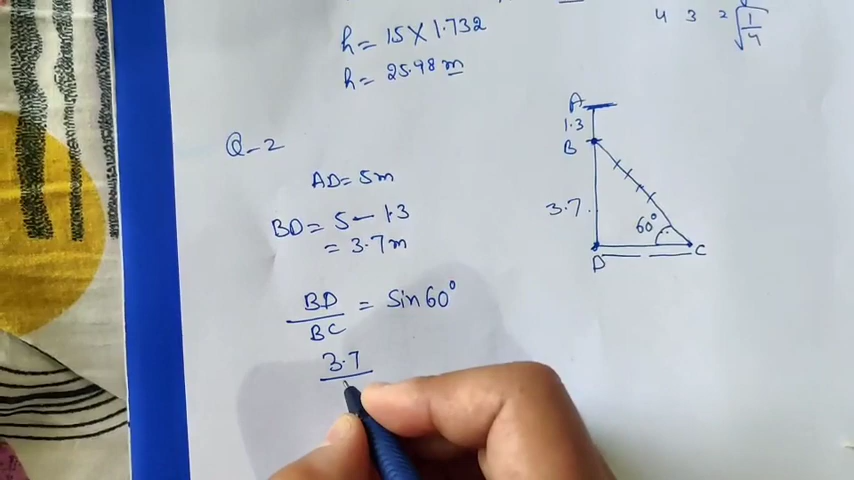 h = 15 × 1.732
h = 25.98 m
4 3 2 √1/4
Q-2
AD = 5m
BD = 5 - 1.3
= 3.7m
BD/BC = Sin 60°
3.7
A
1.3
B
3.7
60°
D
C